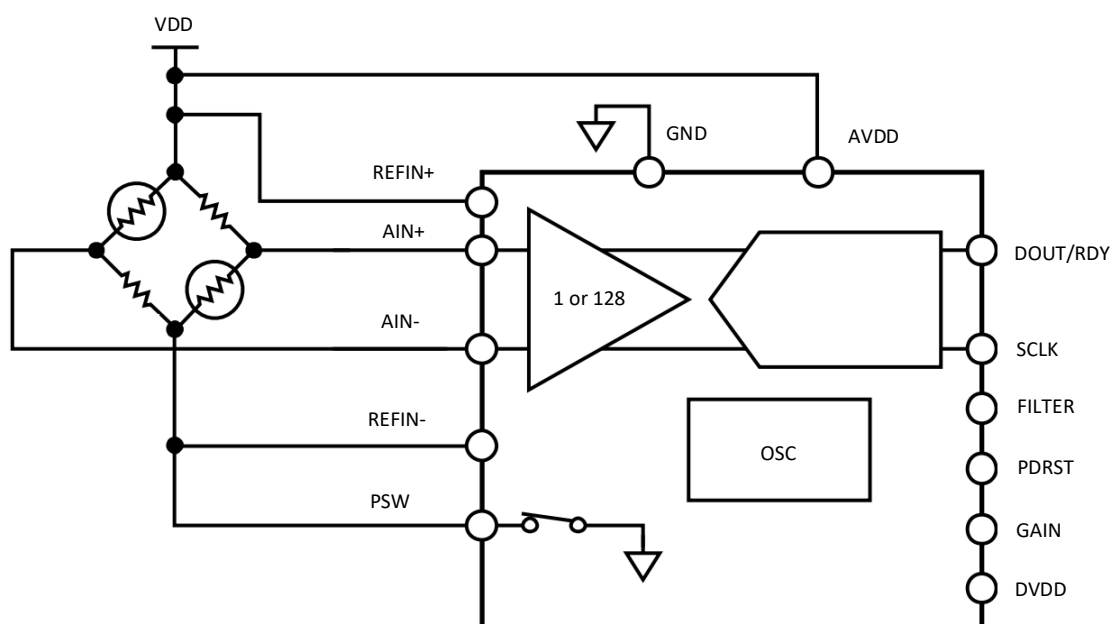 VDD
GND
AVDD
REFIN+
AIN+
DOUT/RDY
1 or 128
AIN-
SCLK
FILTER
REFIN-
OSC
PDRST
PSW
GAIN
DVDD